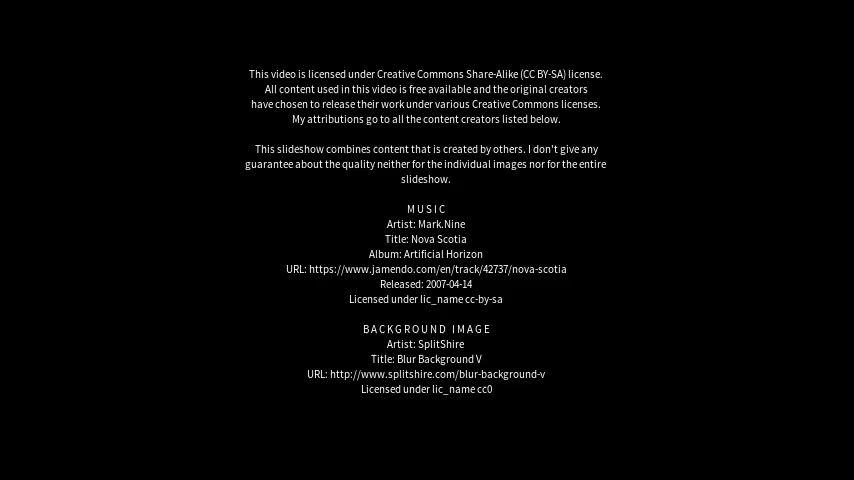 This video is licensed under Creative Commons Share-Alike (CC BY-SA) license.
All content used in this video is free available and the original creators
have chosen to release their work under various Creative Commons licenses.
My attributions go to all the content creators listed below.
This slideshow combines content that is created by others. I don't give any
guarantee about the quality neither for the individual images nor for the entire
slideshow.
MUSIC
Artist: Mark.Nine
Title: Nova Scotia
Album: Artificial Horizon
URL: https://www.jamendo.com/en/track/42737/nova-scotia
Released: 2007-04-14
Licensed under lic_name cc-by-sa
BACKGROUND IMAGE
Artist: SplitShire
Title: Blur Background V
URL: http://www.splitshire.com/blur-background-v
Licensed under lic_name cc0